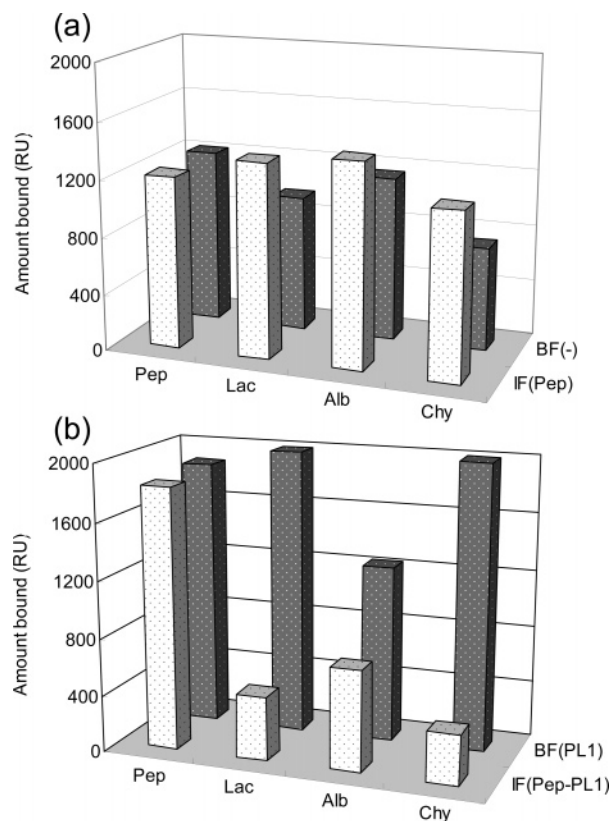 (a)
2000
1600
1200
800
400
0
Amount bound (RU)
Pep
Lac
Alb
Chy
BF(-)
IF(Pep)
(b)
2000
1600
1200
800
400
0
Amount bound (RU)
Pep
Lac
Alb
Chy
BF(PL1)
IF(Pep-PL1)